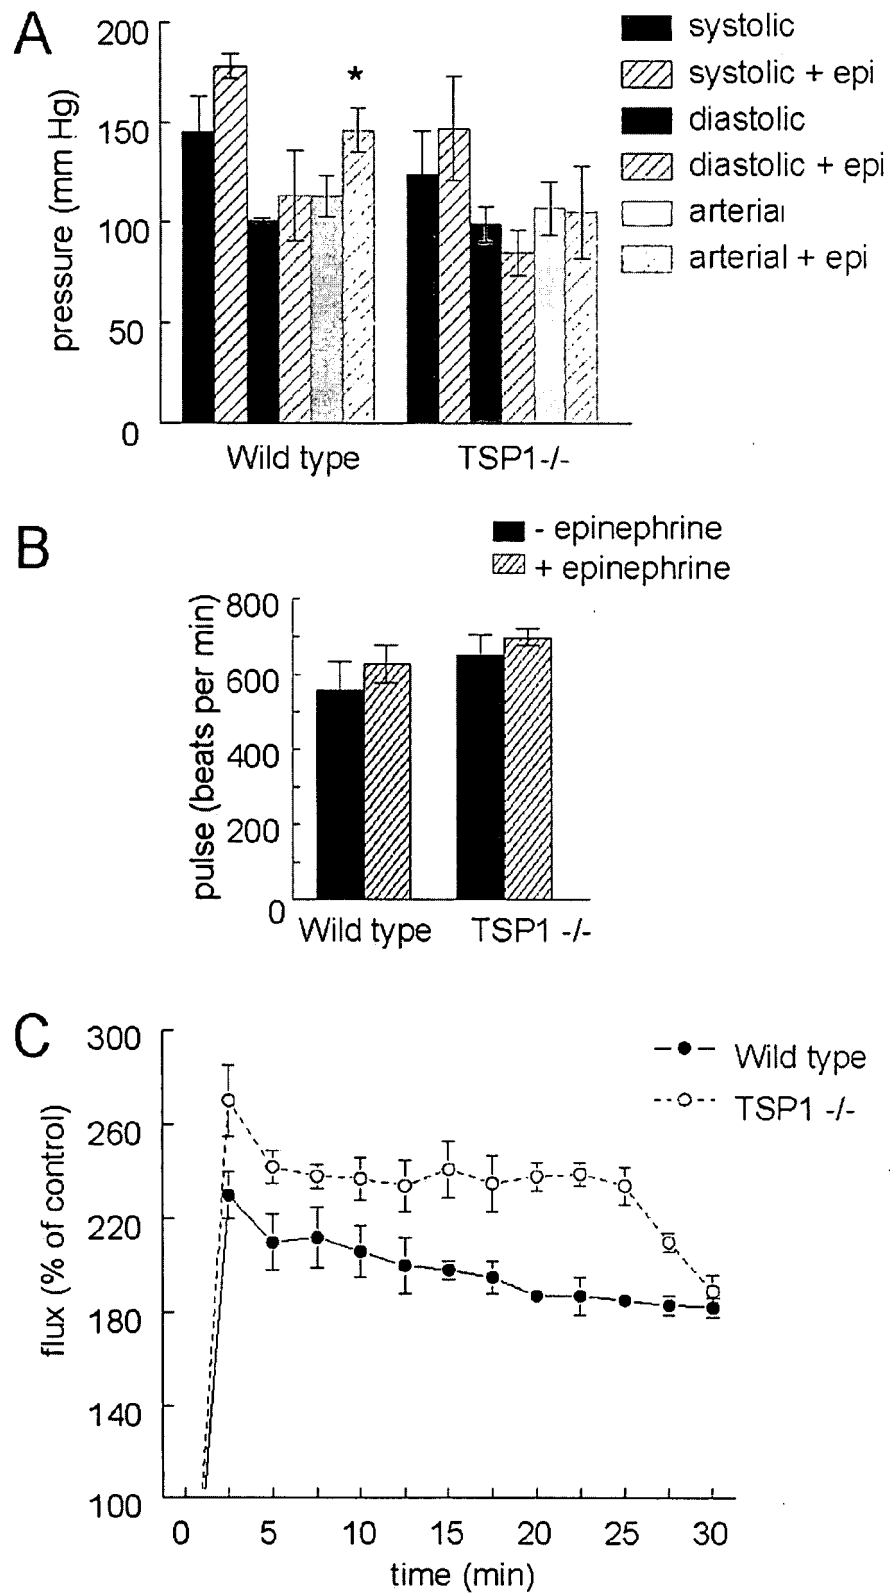 A
200
150
100
50
0
pressure (mm Hg)
*
systolic
systolic + epi
diastolic
diastolic + epi
arterial
arterial + epi
Wild type TSP1-/-
B
- epinephrine
+ epinephrine
800
600
400
200
0
pulse (beats per min)
Wild type TSP1 -/-
C
300
260
220
180
140
100
flux (% of control)
Wild type
TSP1 -/-
0 5 10 15 20 25 30
time (min)